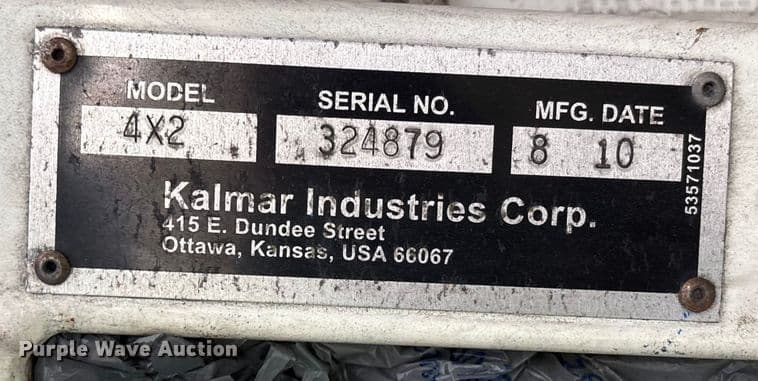 MODEL SERIAL NO. MFG. DATE
4X2 324879 8 10
Kalmar Industries Corp.
415 E. Dundee Street
Ottawa, Kansas, USA 66067
53571037
Purple Wave Auction